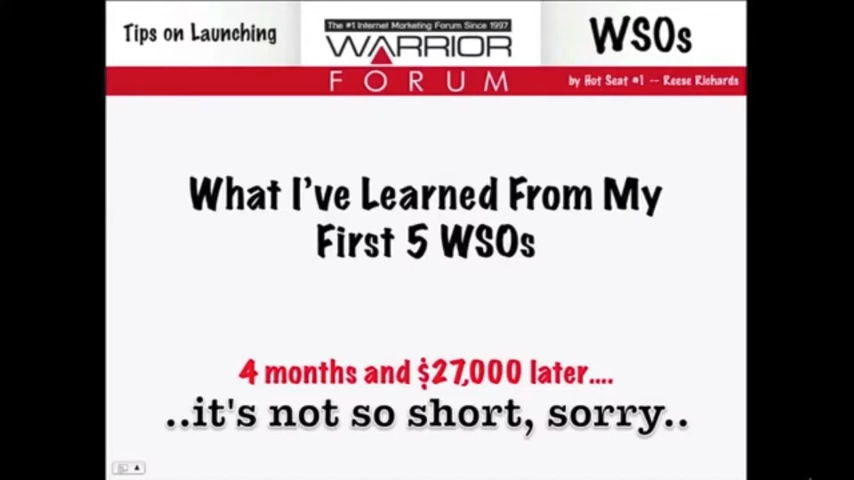 Tips on Launching
The #1 Internet Marketing Forum Since 1997
WARRIOR
FORUM
WSOs
by Hot Seat #1 -- Reese Richards
What I've Learned From My
First 5 WSOs
4 months and $27,000 later....
..it's not so short, sorry..